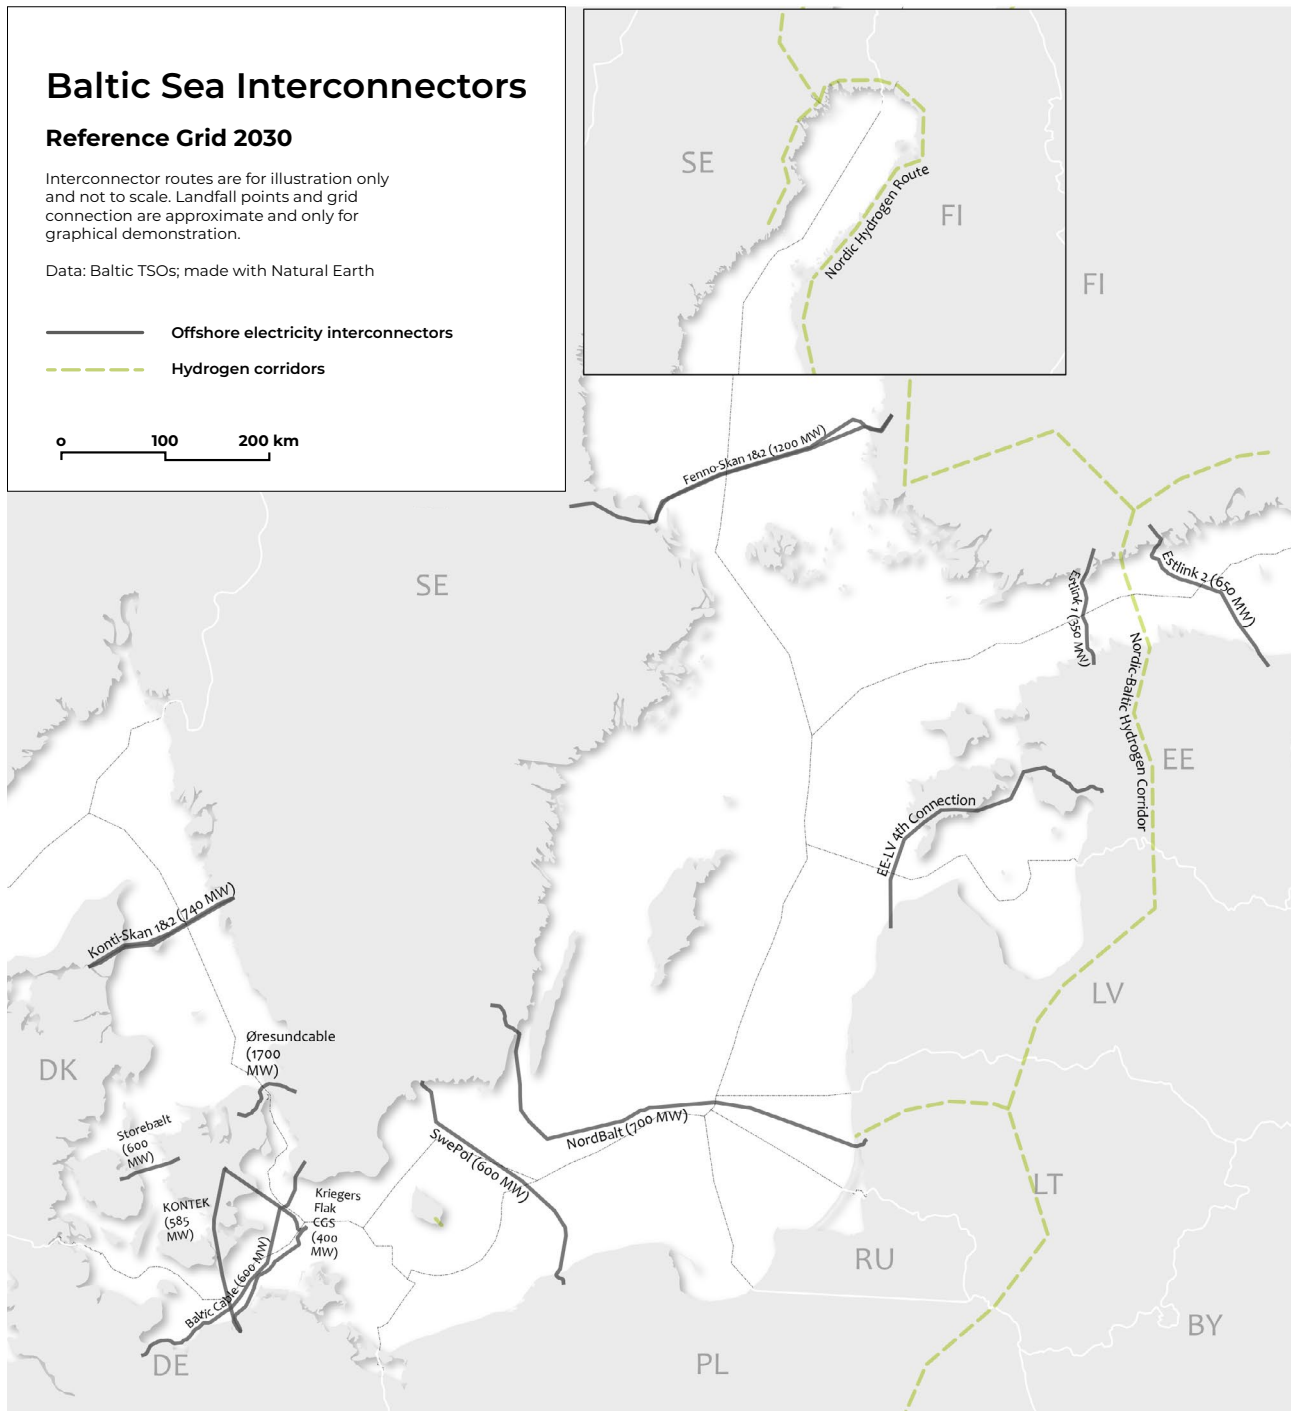 Baltic Sea Interconnectors
Reference Grid 2030
Interconnector routes are for illustration only
and not to scale. Landfall points and grid
connection are approximate and only for
graphical demonstration.
Data: Baltic TSOs; made with Natural Earth
Offshore electricity interconnectors
Hydrogen corridors
0 100 200 km
SE
FI
Nordic Hydrogen Route
FI
Fenno-Skan 1&2 (1200 MW)
SE
Estlink 1 (350 MW)
Estlink 2 (650 MW)
Nordic-Baltic Hydrogen Corridor
EE
EE-LV 4th Connection
Konti-Skan 1&2 (740 MW)
LV
DK
Øresundcable
(1700
MW)
Storebælt
(600
MW)
NordBalt (700 MW)
SwePol (600 MW)
KONTEK
(585
MW)
Kriegers
Flak
CGS
(400
MW)
Baltic Cable (600 MW)
LT
RU
BY
DE
PL